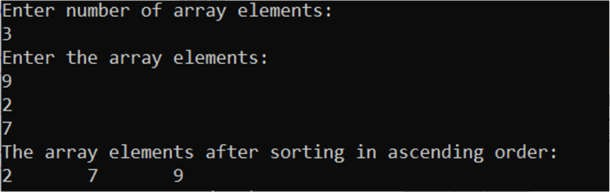 Enter number of array elements:
3
Enter the array elements:
9
2
7
The array elements after sorting in ascending order:
2 7 9